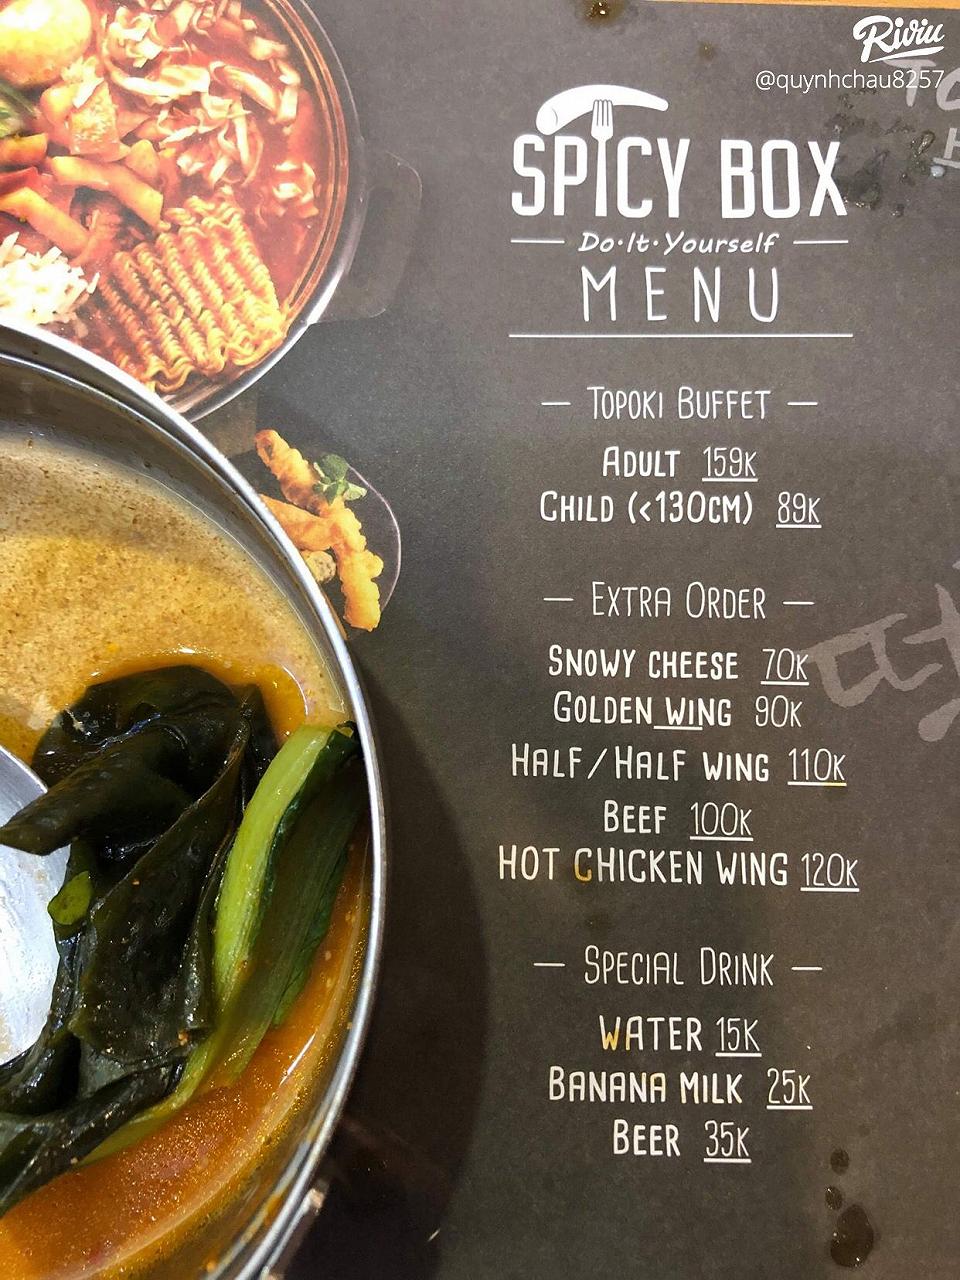 Riviu
@quynhchau8257
SPICY BOX
Do·It·Yourself
MENU
— TOPOKI BUFFET —
ADULT 159K
CHILD (<130CM) 89K
— EXTRA ORDER —
SNOWY CHEESE 70K
GOLDEN WING 90K
HALF/HALF WING 110K
BEEF 100K
HOT CHICKEN WING 120K
— SPECIAL DRINK —
WATER 15K
BANANA MILK 25K
BEER 35K